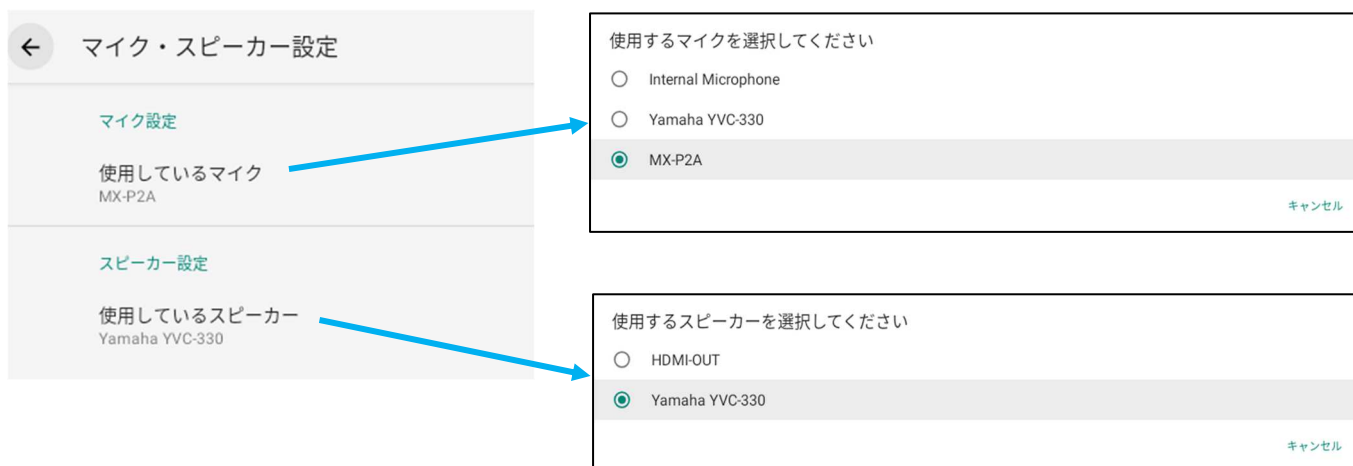 マイク・スピーカー設定
マイク設定
使用しているマイク
MX-P2A
スピーカー設定
使用しているスピーカー
Yamaha YVC-330
使用するマイクを選択してください
Internal Microphone
Yamaha YVC-330
MX-P2A
キャンセル
使用するスピーカーを選択してください
HDMI-OUT
Yamaha YVC-330
キャンセル